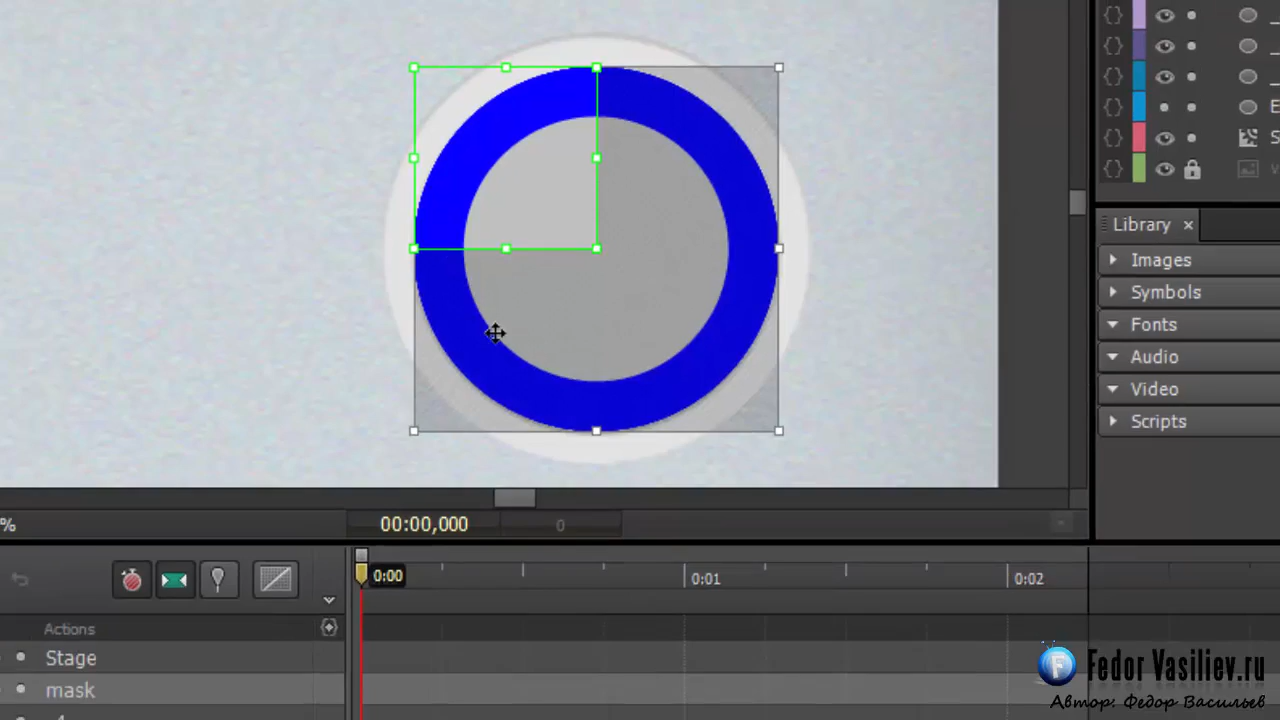 E
S
Library ×
Images
Symbols
Fonts
Audio
Video
Scripts
%
00:00,000
0
0:00
0:01
0:02
Actions
Stage
mask
F Fedor Vasiliev.ru
Автор: Федор Васильев